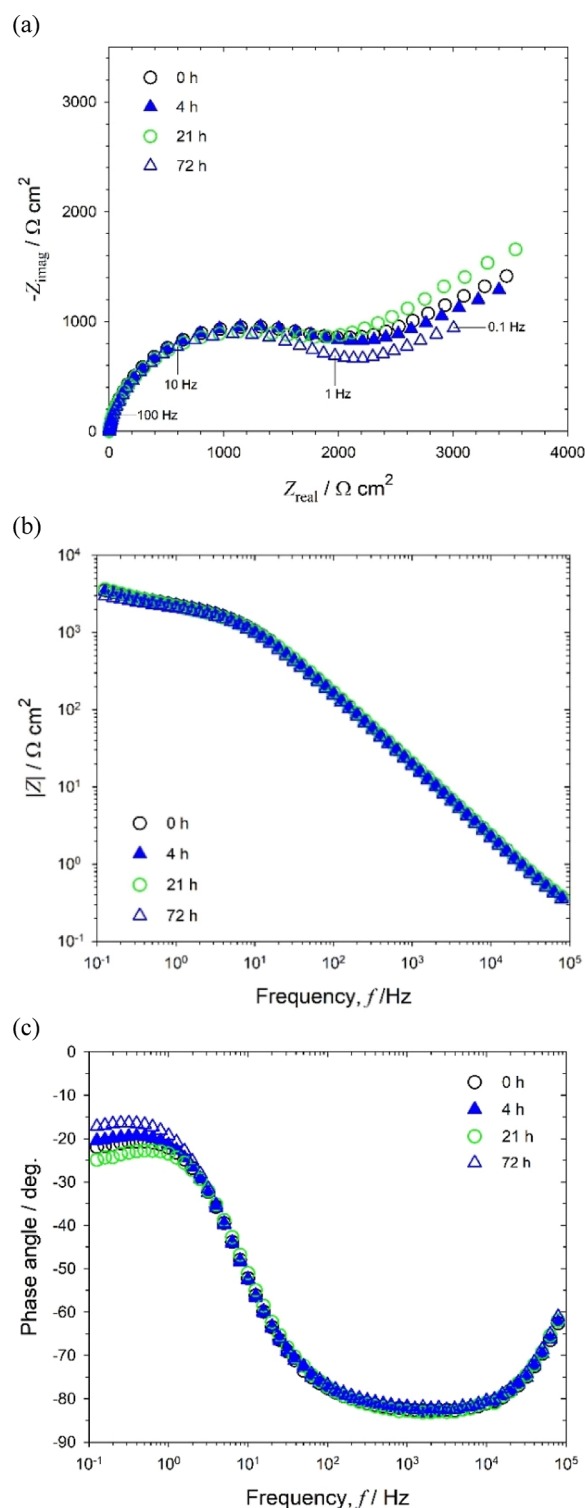 (a)
0 h
4 h
21 h
72 h
3000
2000
1000
0
-Zimag / Ω cm²
10 Hz
100 Hz
1 Hz
0.1 Hz
0 1000 2000 3000 4000
Zreal / Ω cm²
(b)
10⁴
10³
10²
10¹
10⁰
10⁻¹
|Z| / Ω cm²
0 h
4 h
21 h
72 h
10⁻¹ 10⁰ 10¹ 10² 10³ 10⁴ 10⁵
Frequency, f /Hz
(c)
0
-10
-20
-30
-40
-50
-60
-70
-80
-90
Phase angle / deg.
0 h
4 h
21 h
72 h
10⁻¹ 10⁰ 10¹ 10² 10³ 10⁴ 10⁵
Frequency, f / Hz